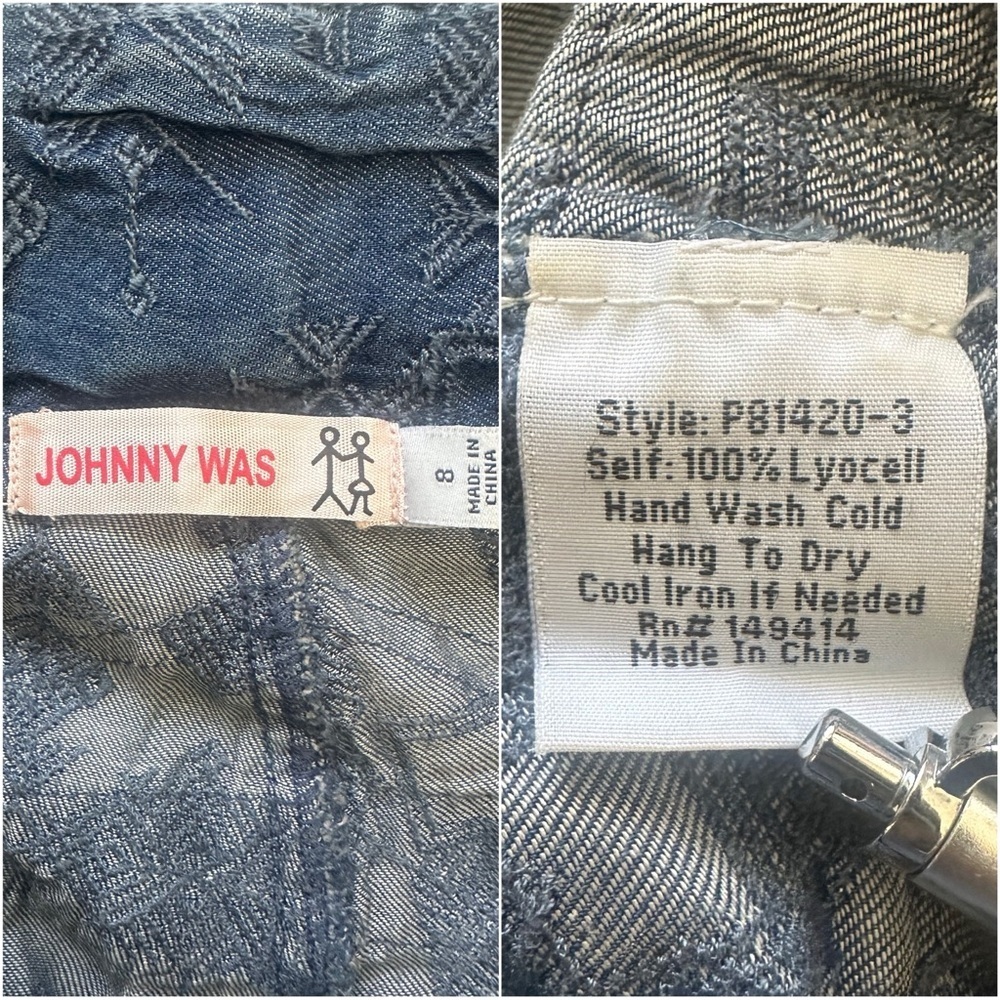 JOHNNY WAS
8
MADE IN
CHINA
Style: P81420-3
Self: 100% Lyocell
Hand Wash Cold
Hang To Dry
Cool Iron If Needed
Rn# 149414
Made In China